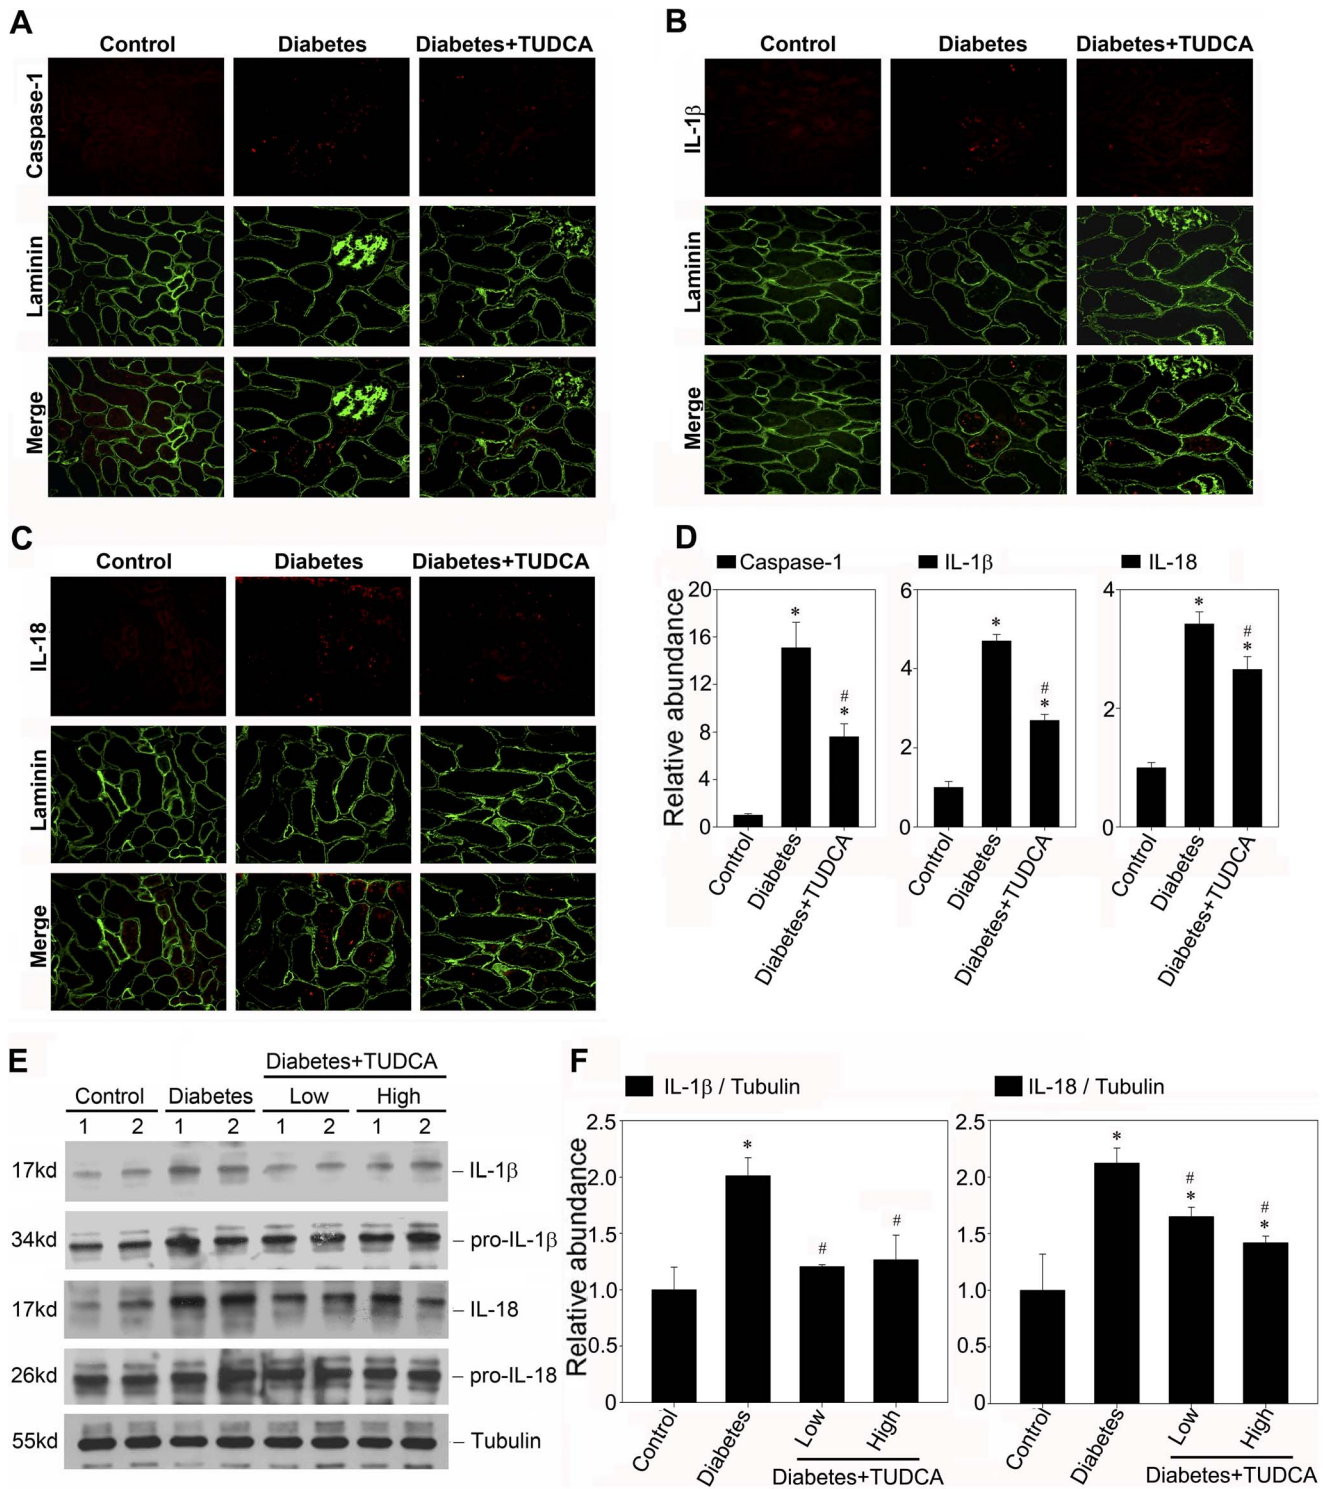 A
Control Diabetes Diabetes+TUDCA
Caspase-1
Laminin
Merge
B
Control Diabetes Diabetes+TUDCA
IL-1β
Laminin
Merge
C
Control Diabetes Diabetes+TUDCA
IL-18
Laminin
Merge
D
Caspase-1
Relative abundance
20
16
12
8
4
0
*
#
*
Control
Diabetes
Diabetes+TUDCA
IL-1β
6
4
2
0
*
#
*
Control
Diabetes
Diabetes+TUDCA
IL-18
4
2
0
*
#
*
Control
Diabetes
Diabetes+TUDCA
E
Diabetes+TUDCA
Control Diabetes Low High
1 2 1 2 1 2 1 2
17kd – IL-1β
34kd – pro-IL-1β
17kd – IL-18
26kd – pro-IL-18
55kd – Tubulin
F
IL-1β / Tubulin
Relative abundance
2.5
2.0
1.5
1.0
0.5
0
*
#
#
Control
Diabetes
Low
High
Diabetes+TUDCA
IL-18 / Tubulin
2.5
2.0
1.5
1.0
0.5
0
*
#
*
#
*
Control
Diabetes
Low
High
Diabetes+TUDCA